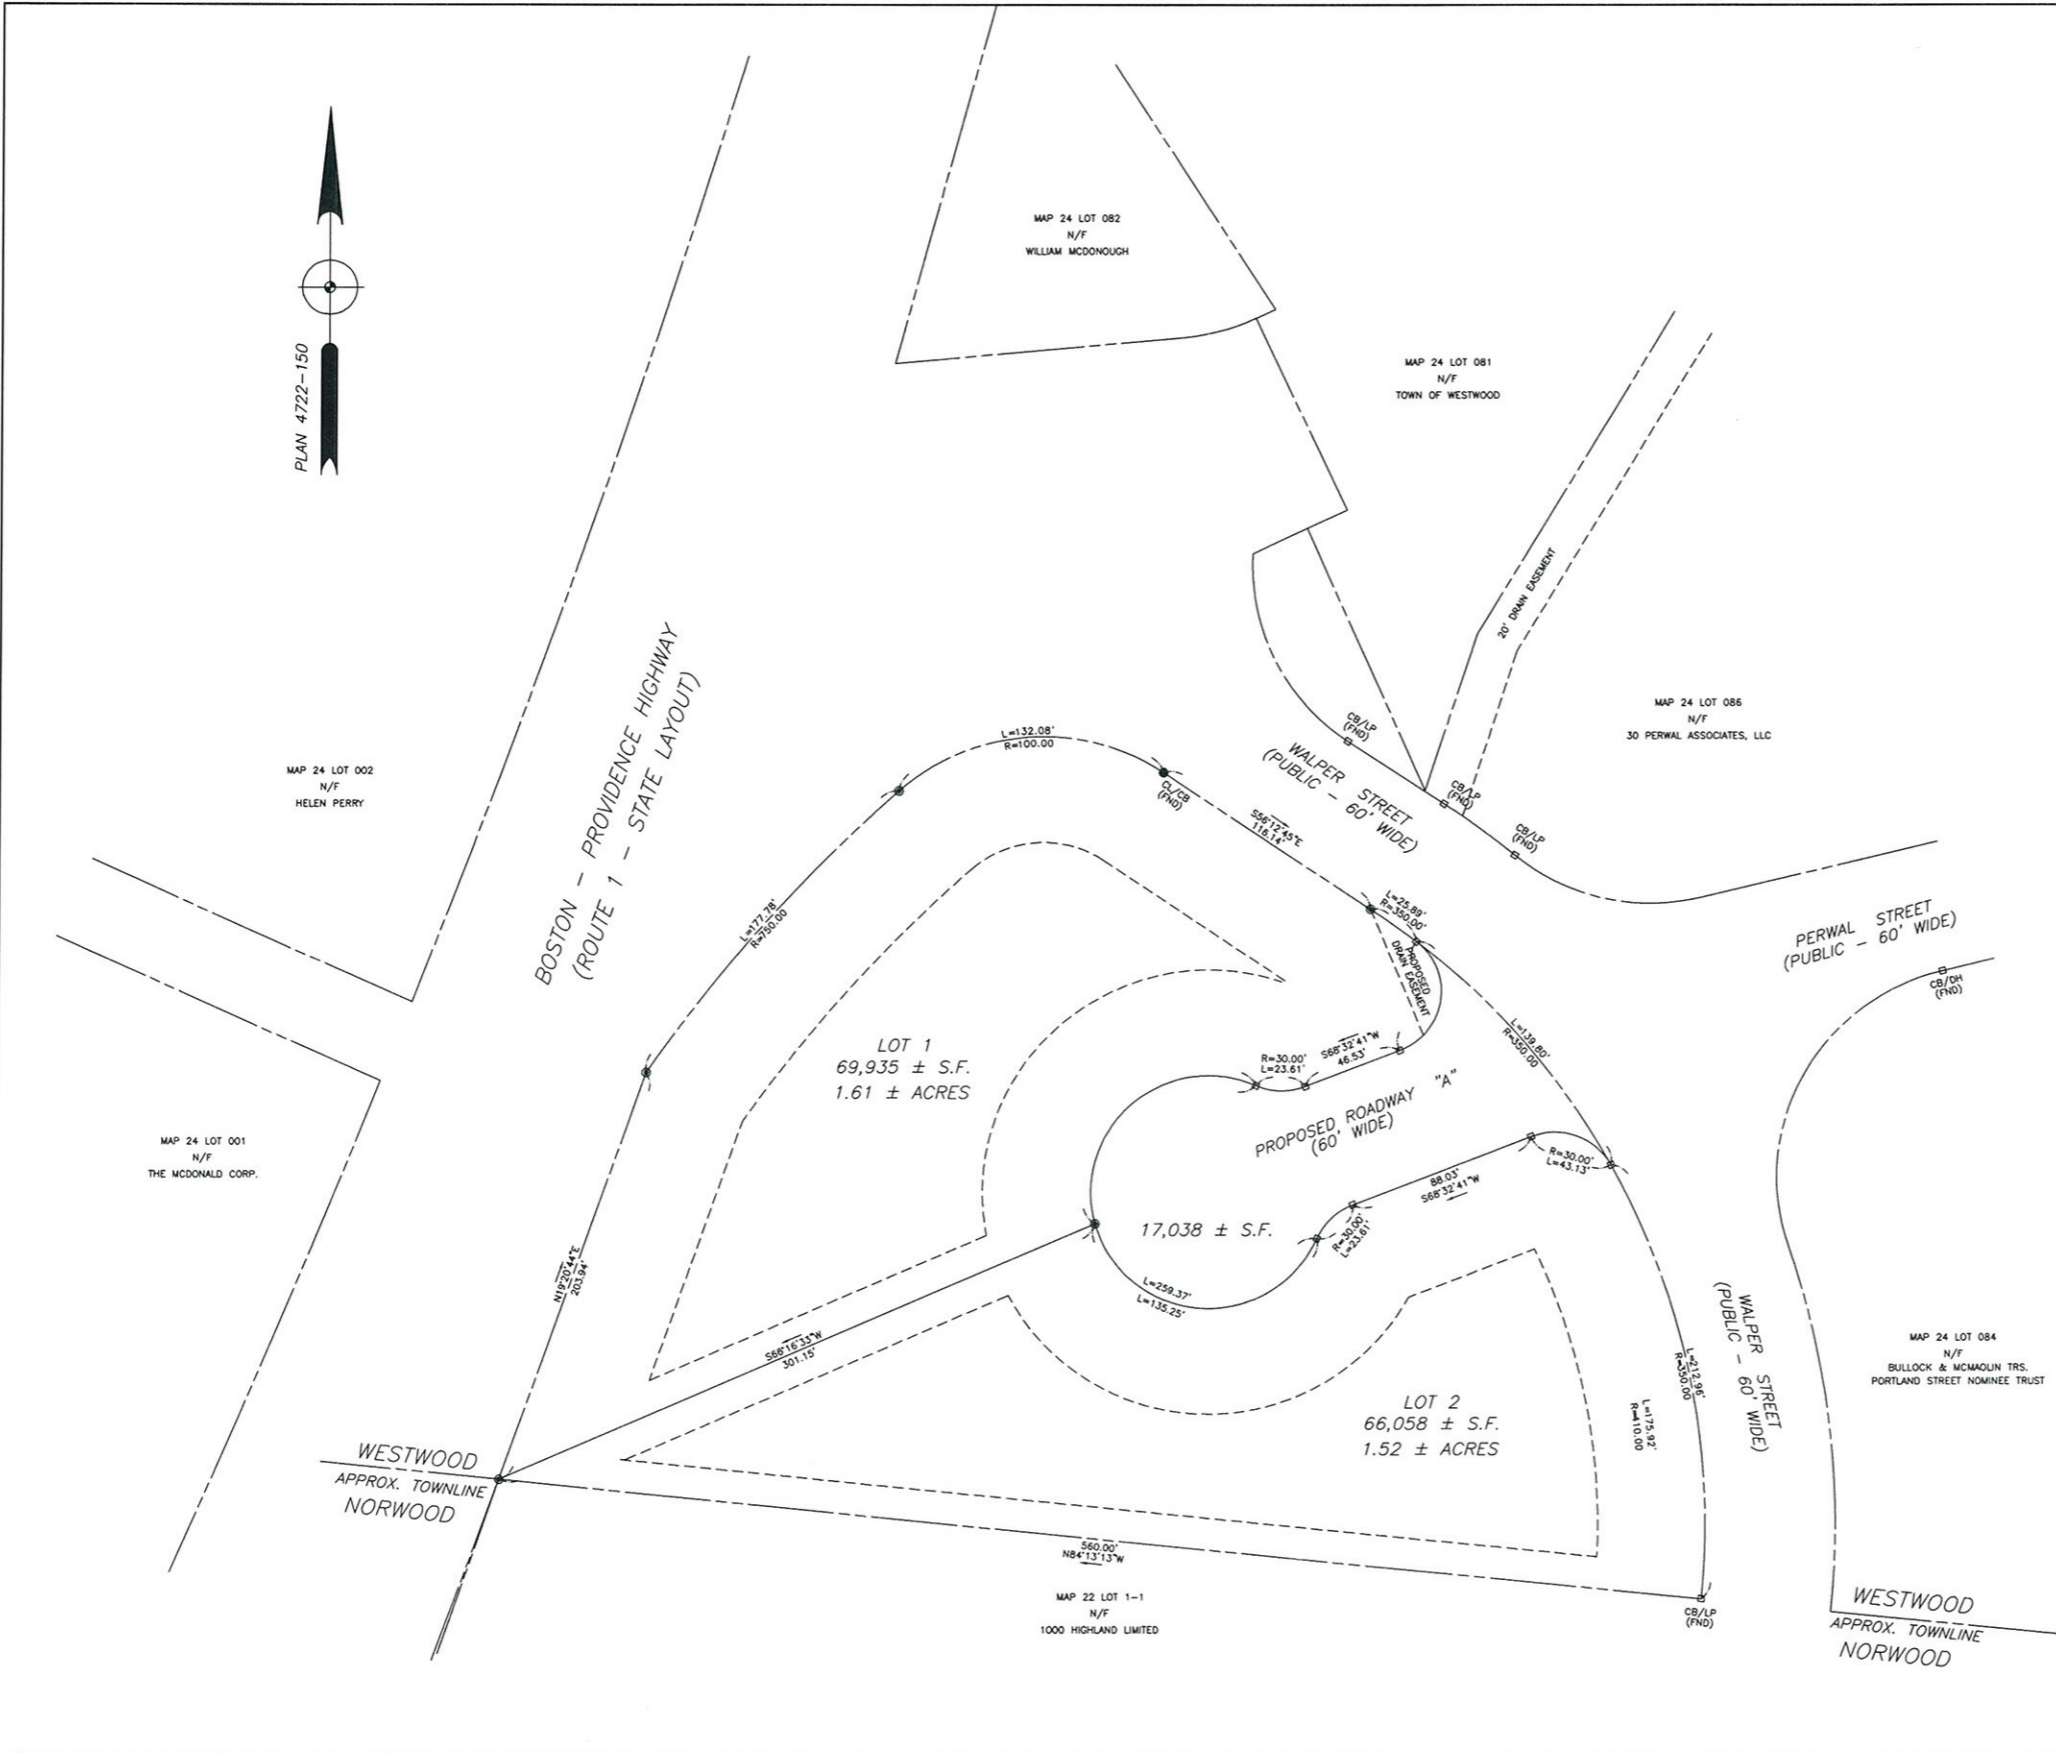 MAP 24 LOT 082
N/F
WILLIAM MCDONOUGH
PLAN 4722-150
MAP 24 LOT 081
N/F
TOWN OF WESTWOOD
20' DRAIN EASEMENT
MAP 24 LOT 086
N/F
30 PERWAL ASSOCIATES, LLC
BOSTON - PROVIDENCE HIGHWAY
(ROUTE 1 - STATE LAYOUT)
MAP 24 LOT 002
N/F
HELEN PERRY
L=132.08'
R=100.00
CL/CB
(FND)
CB/LP
(FND)
WALPER STREET
(PUBLIC - 60' WIDE)
CB/LP
(FND)
CB/LP
(FND)
S56°12'45"E
116.14'
L=25.89'
R=350.00'
PROPOSED
DRAIN EASEMENT
L=177.78'
R=750.00
PERWAL STREET
(PUBLIC - 60' WIDE)
CB/DH
(FND)
LOT 1
69,935 ± S.F.
1.61 ± ACRES
R=30.00'
L=23.61'
S68°32'41"W
46.53'
L=139.80'
R=350.00
PROPOSED ROADWAY "A"
(60' WIDE)
MAP 24 LOT 001
N/F
THE MCDONALD CORP.
R=30.00'
L=43.13'
88.03'
S68°32'41"W
R=30.00'
L=23.61'
17,038 ± S.F.
N19°20'44"E
203.94'
L=259.37'
L=135.25'
S66°16'33"W
301.15'
WALPER STREET
(PUBLIC - 60' WIDE)
L=212.96'
R=350.00
L=175.92'
R=410.00
MAP 24 LOT 084
N/F
BULLOCK & MCMAOLIN TRS.
PORTLAND STREET NOMINEE TRUST
LOT 2
66,058 ± S.F.
1.52 ± ACRES
WESTWOOD
APPROX. TOWNLINE
NORWOOD
560.00'
N84°13'13"W
MAP 22 LOT 1-1
N/F
1000 HIGHLAND LIMITED
CB/LP
(FND)
WESTWOOD
APPROX. TOWNLINE
NORWOOD